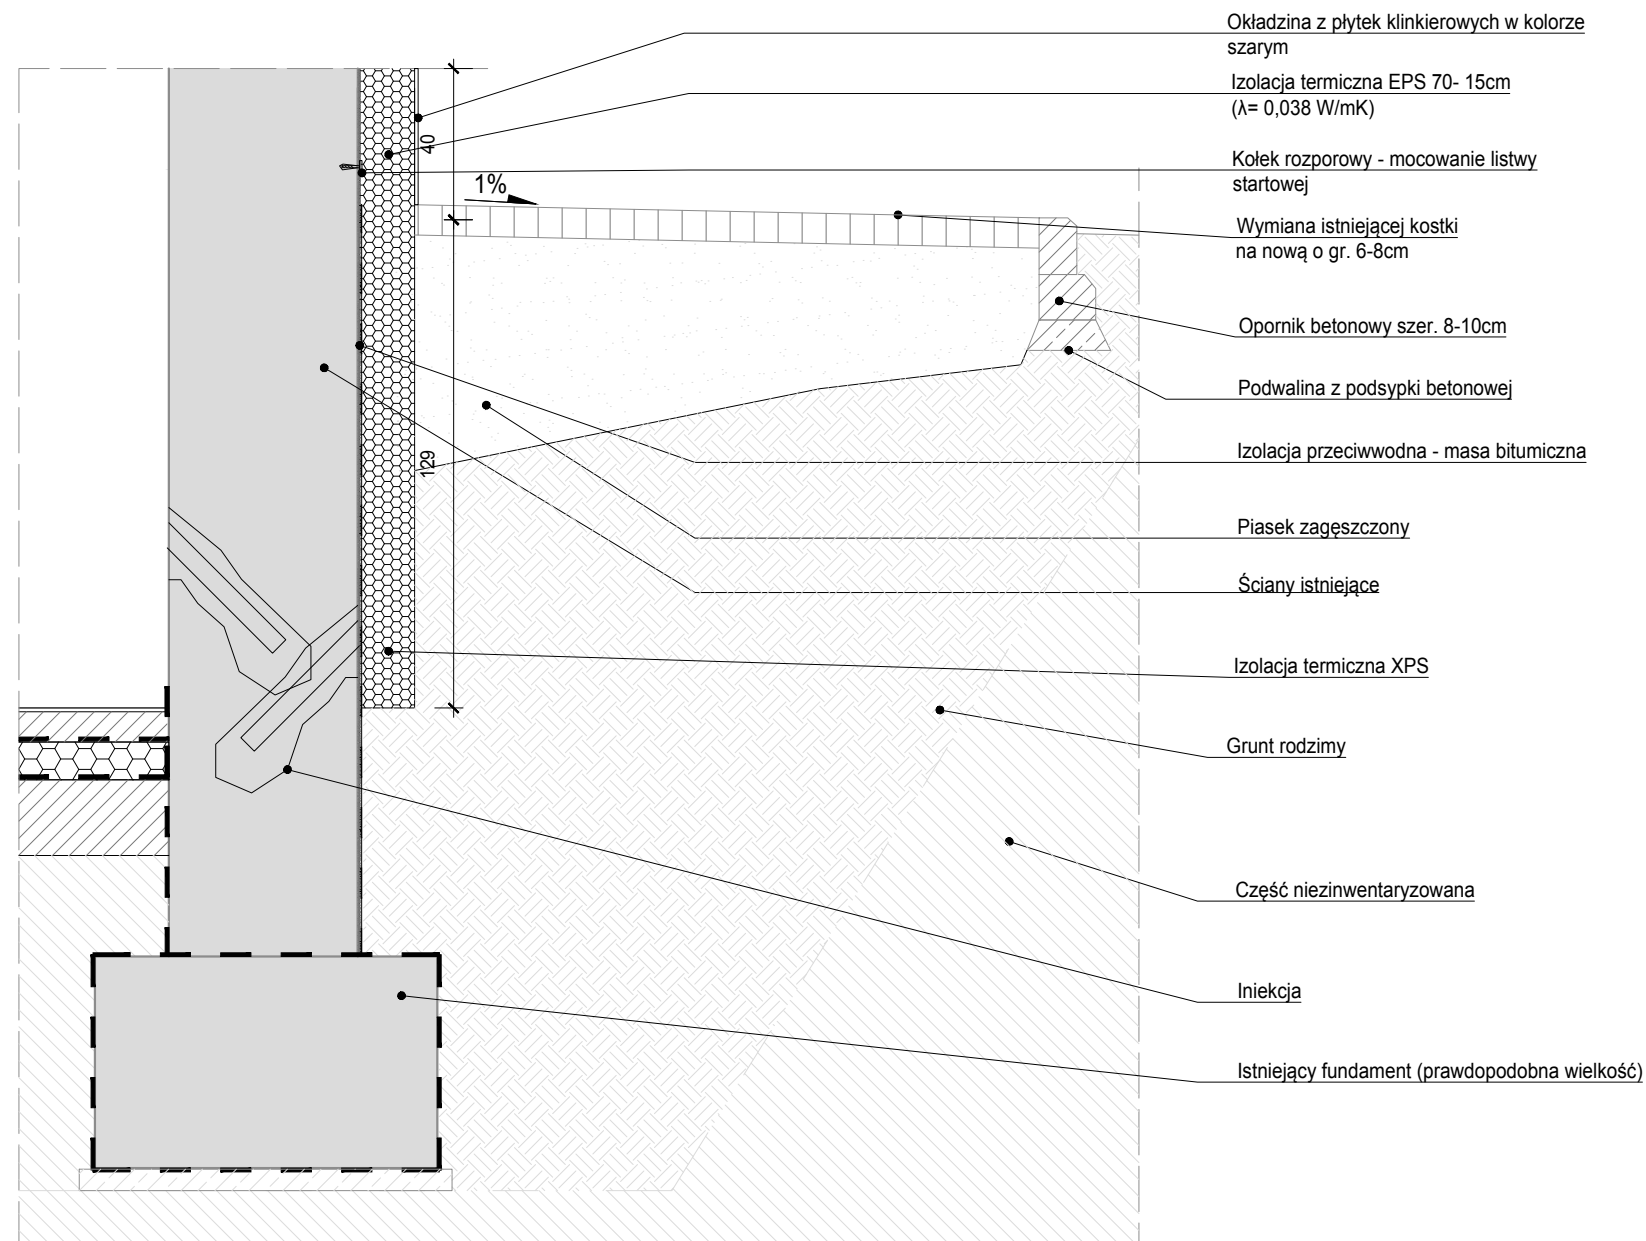 Okładzina z płytek klinkierowych w kolorze
szarym
Izolacja termiczna EPS 70- 15cm
(λ= 0,038 W/mK)
40
Kołek rozporowy - mocowanie listwy
startowej
1%
Wymiana istniejącej kostki
na nową o gr. 6-8cm
Opornik betonowy szer. 8-10cm
Podwalina z podsypki betonowej
129
Izolacja przeciwwodna - masa bitumiczna
Piasek zagęszczony
Ściany istniejące
Izolacja termiczna XPS
Grunt rodzimy
Część niezinwentaryzowana
Iniekcja
Istniejący fundament (prawdopodobna wielkość)